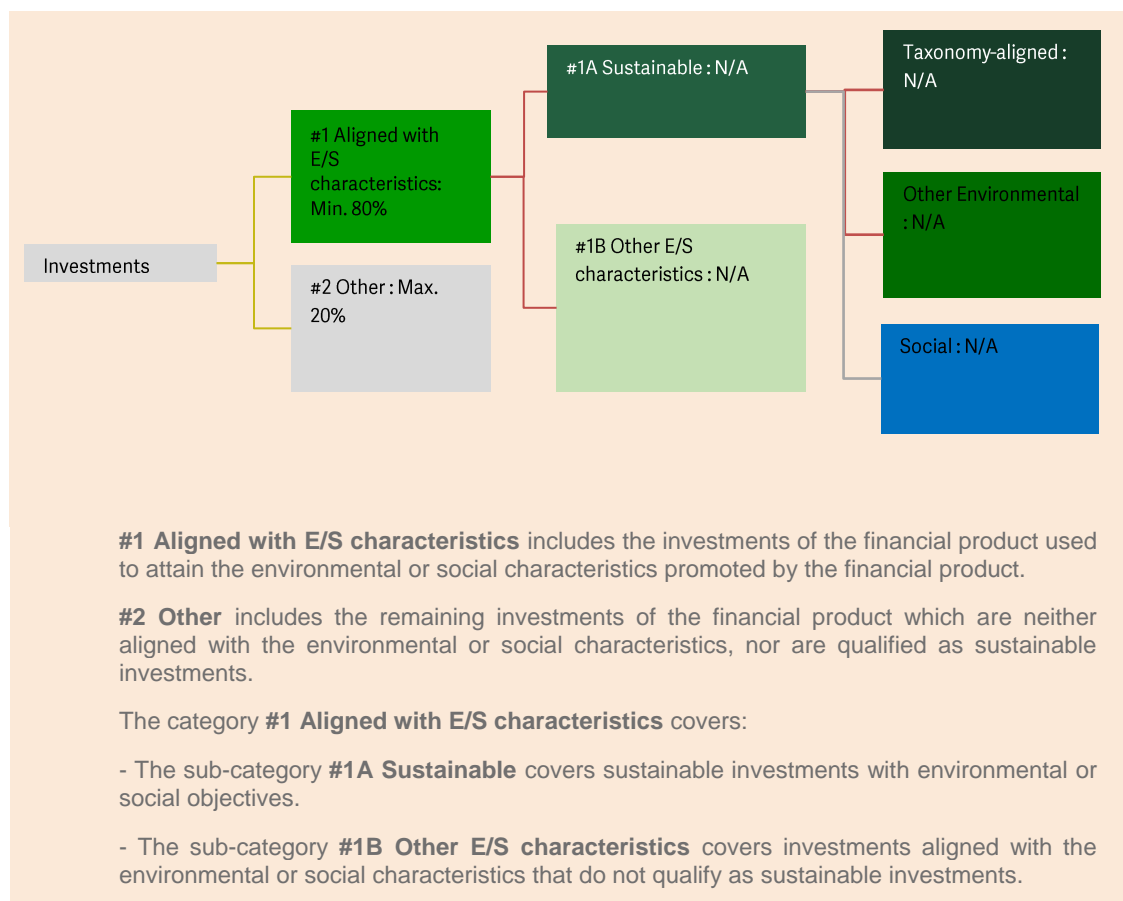 Investments
#1 Aligned with
E/S
characteristics:
Min. 80%
#2 Other : Max.
20%
#1A Sustainable : N/A
#1B Other E/S
characteristics : N/A
Taxonomy-aligned :
N/A
Other Environmental
: N/A
Social : N/A
#1 Aligned with E/S characteristics includes the investments of the financial product used
to attain the environmental or social characteristics promoted by the financial product.
#2 Other includes the remaining investments of the financial product which are neither
aligned with the environmental or social characteristics, nor are qualified as sustainable
investments.
The category #1 Aligned with E/S characteristics covers:
- The sub-category #1A Sustainable covers sustainable investments with environmental or
social objectives.
- The sub-category #1B Other E/S characteristics covers investments aligned with the
environmental or social characteristics that do not qualify as sustainable investments.